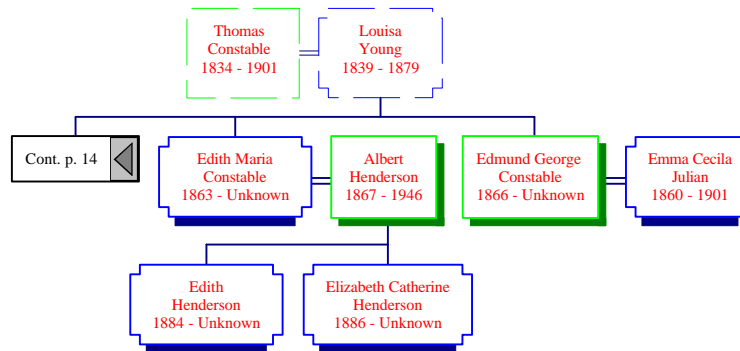 Thomas
Constable
1834 - 1901
Louisa
Young
1839 - 1879
Cont. p. 14
Edith Maria
Constable
1863 - Unknown
Albert
Henderson
1867 - 1946
Edmund George
Constable
1866 - Unknown
Emma Cecila
Julian
1860 - 1901
Edith
Henderson
1884 - Unknown
Elizabeth Catherine
Henderson
1886 - Unknown